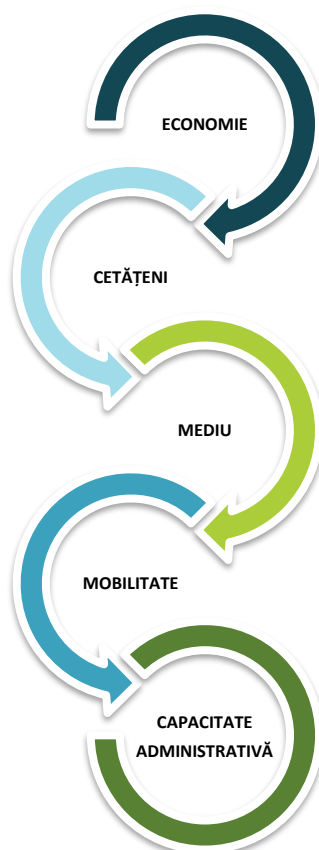 ECONOMIE
CETĂȚENI
MEDIU
MOBILITATE
CAPACITATE
ADMINISTRATIVĂ